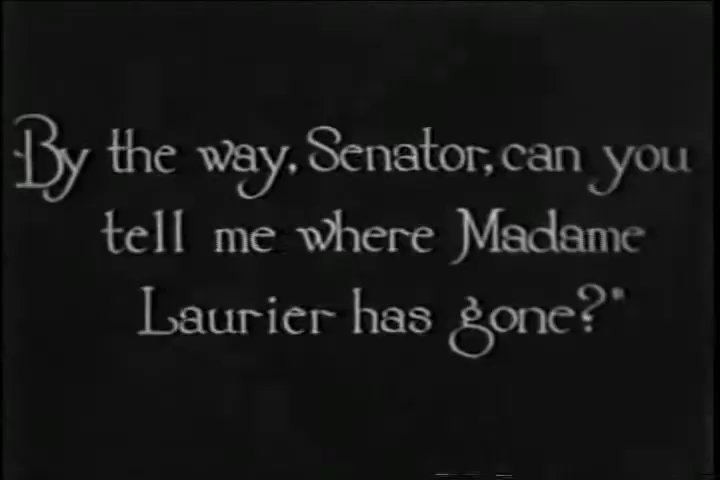 By the way, Senator, can you
tell me where Madame
Laurier has gone?"